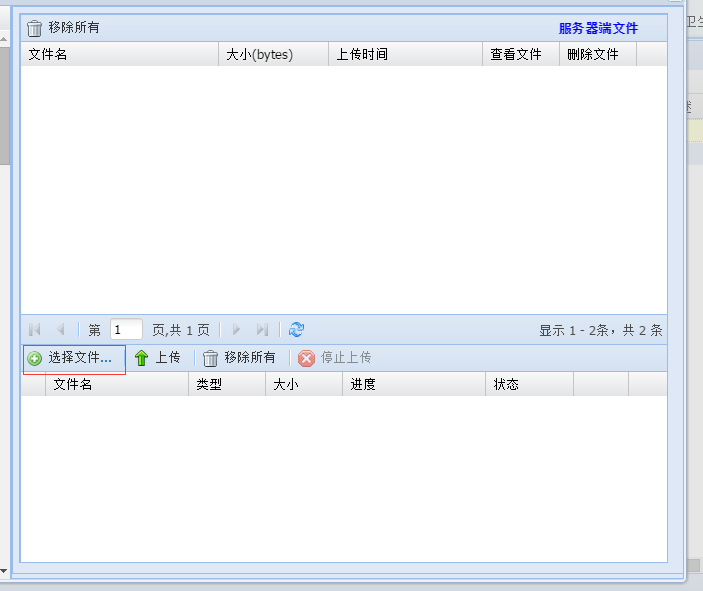 移除所有 服务器端文件
文件名 大小(bytes) 上传时间 查看文件 删除文件
第 1 页,共 1 页 显示 1 - 2条，共 2 条
选择文件... 上传 移除所有 停止上传
文件名 类型 大小 进度 状态